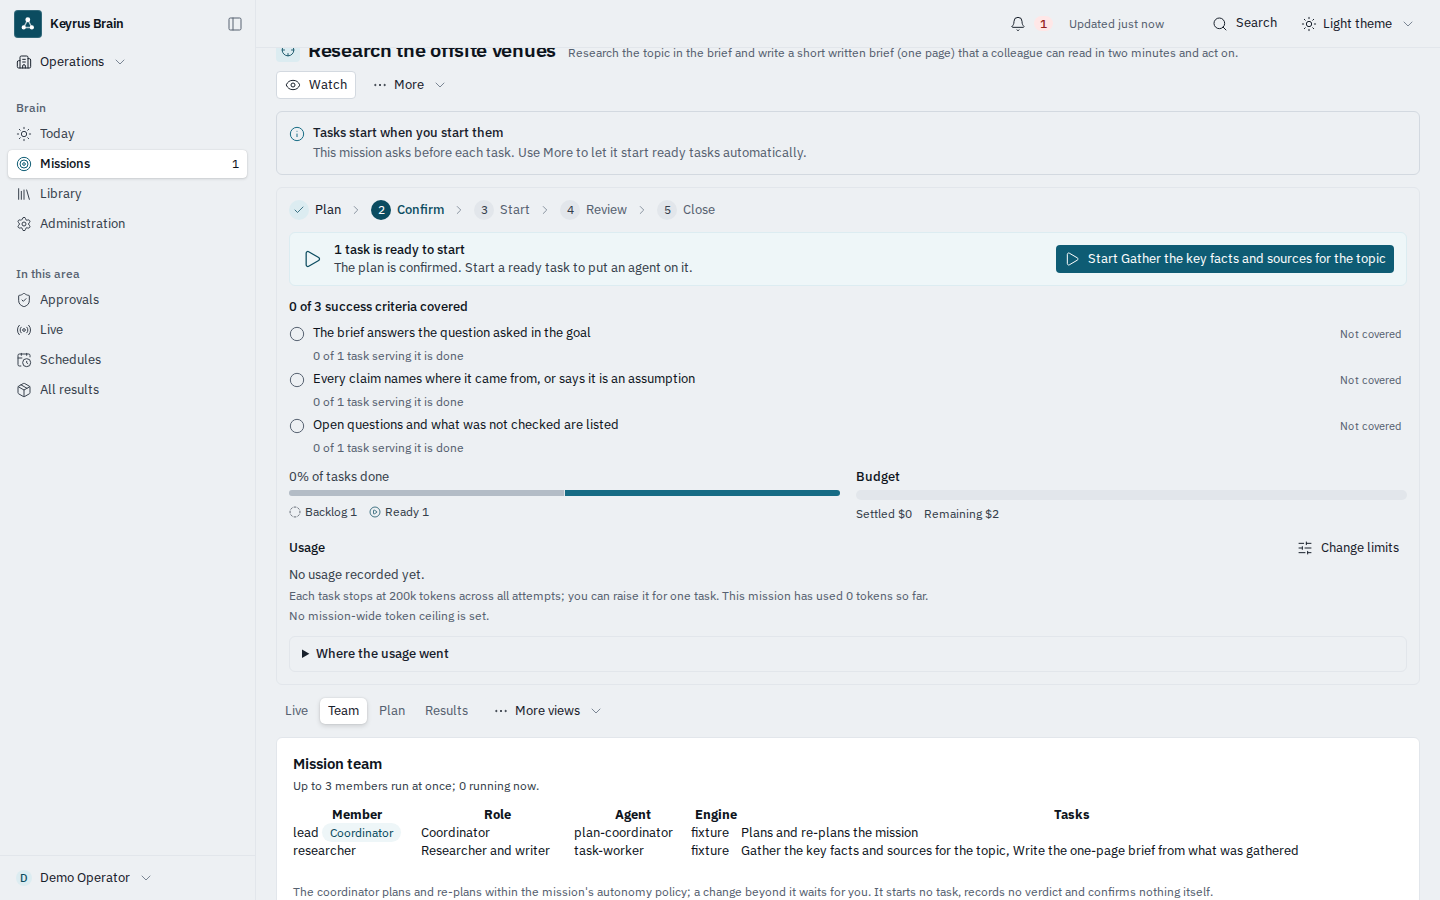 Keyrus Brain
1
Updated just now
Search
Light theme
Operations
Brain
Today
Missions
1
Library
Administration
In this area
Approvals
Live
Schedules
All results
D
Demo Operator
Research the offsite venues
Research the topic in the brief and write a short written brief (one page) that a colleague can read in two minutes and act on.
Watch
More
Tasks start when you start them
This mission asks before each task. Use More to let it start ready tasks automatically.
Plan
2 Confirm
3 Start
4 Review
5 Close
1 task is ready to start
The plan is confirmed. Start a ready task to put an agent on it.
Start Gather the key facts and sources for the topic
0 of 3 success criteria covered
The brief answers the question asked in the goal
Not covered
0 of 1 task serving it is done
Every claim names where it came from, or says it is an assumption
Not covered
0 of 1 task serving it is done
Open questions and what was not checked are listed
Not covered
0 of 1 task serving it is done
0% of tasks done
Backlog 1
Ready 1
Budget
Settled $0
Remaining $2
Usage
Change limits
No usage recorded yet.
Each task stops at 200k tokens across all attempts; you can raise it for one task. This mission has used 0 tokens so far.
No mission-wide token ceiling is set.
Where the usage went
Live
Team
Plan
Results
More views
Mission team
Up to 3 members run at once; 0 running now.
Member Role Agent Engine Tasks
lead Coordinator Coordinator plan-coordinator fixture Plans and re-plans the mission
researcher Researcher and writer task-worker fixture Gather the key facts and sources for the topic, Write the one-page brief from what was gathered
The coordinator plans and re-plans within the mission's autonomy policy; a change beyond it waits for you. It starts no task, records no verdict and confirms nothing itself.